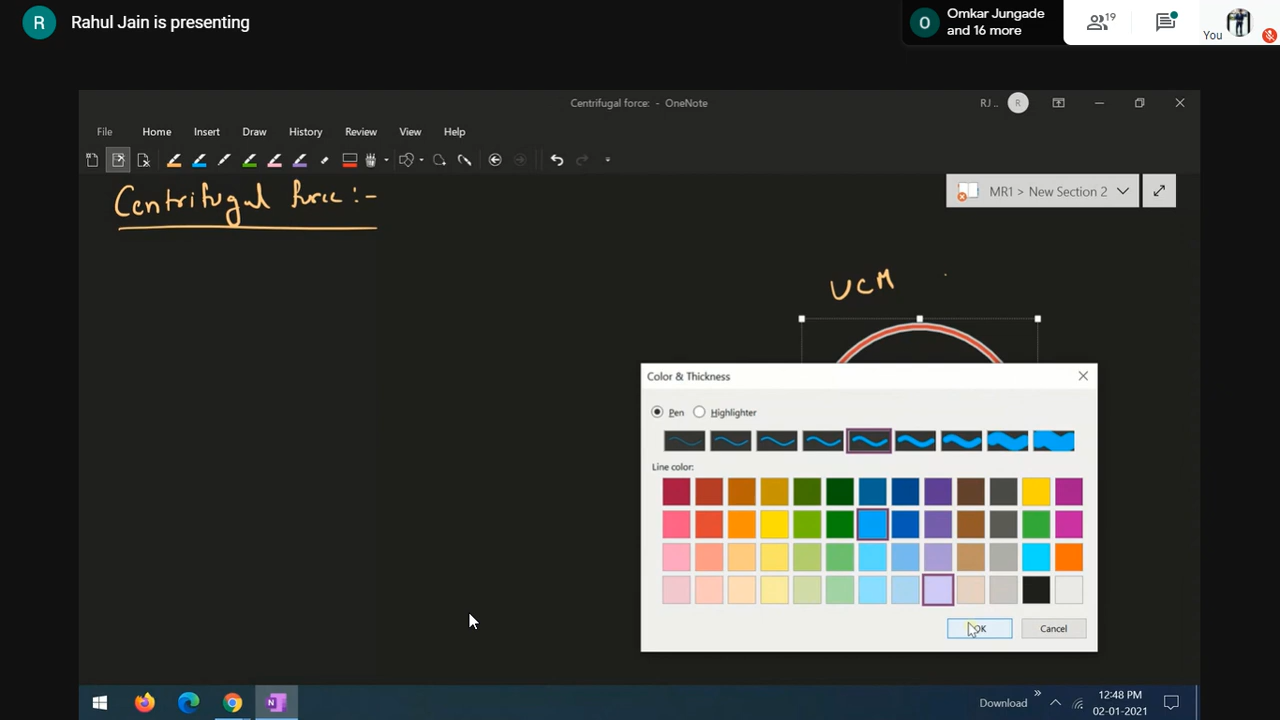 R Rahul Jain is presenting
O Omkar Jungade
and 16 more
19
You
Centrifugal force: - OneNote
RJ .. R
File Home Insert Draw History Review View Help
Centrifugal force :-
MR1 > New Section 2
UCM
Color & Thickness
Pen Highlighter
Line color:
OK Cancel
Download
12:48 PM
02-01-2021